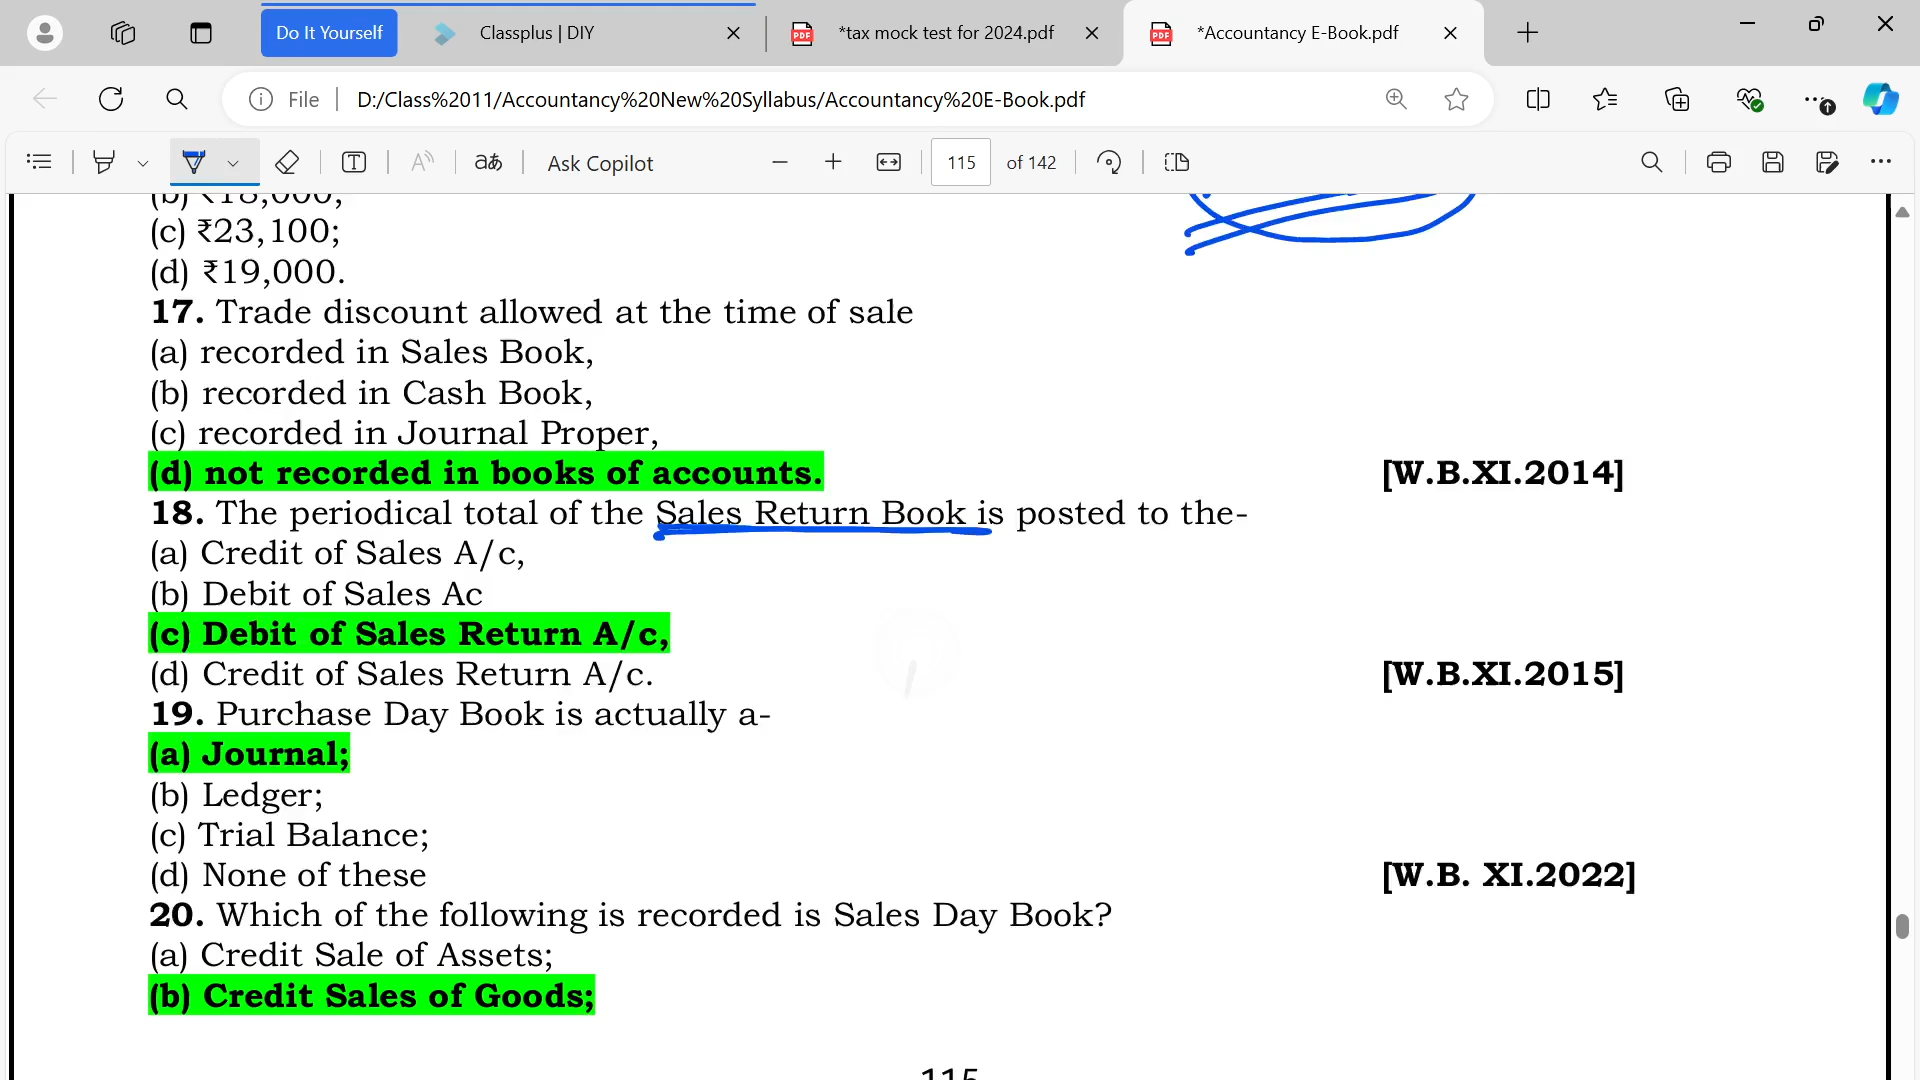 Do It Yourself
Classplus | DIY
*tax mock test for 2024.pdf
*Accountancy E-Book.pdf
File
D:/Class%2011/Accountancy%20New%20Syllabus/Accountancy%20E-Book.pdf
Ask Copilot
115 of 142
(b) ₹18,000;
(c) ₹23,100;
(d) ₹19,000.
17. Trade discount allowed at the time of sale
(a) recorded in Sales Book,
(b) recorded in Cash Book,
(c) recorded in Journal Proper,
(d) not recorded in books of accounts. [W.B.XI.2014]
18. The periodical total of the Sales Return Book is posted to the-
(a) Credit of Sales A/c,
(b) Debit of Sales Ac
(c) Debit of Sales Return A/c,
(d) Credit of Sales Return A/c. [W.B.XI.2015]
19. Purchase Day Book is actually a-
(a) Journal;
(b) Ledger;
(c) Trial Balance;
(d) None of these [W.B. XI.2022]
20. Which of the following is recorded is Sales Day Book?
(a) Credit Sale of Assets;
(b) Credit Sales of Goods;
115